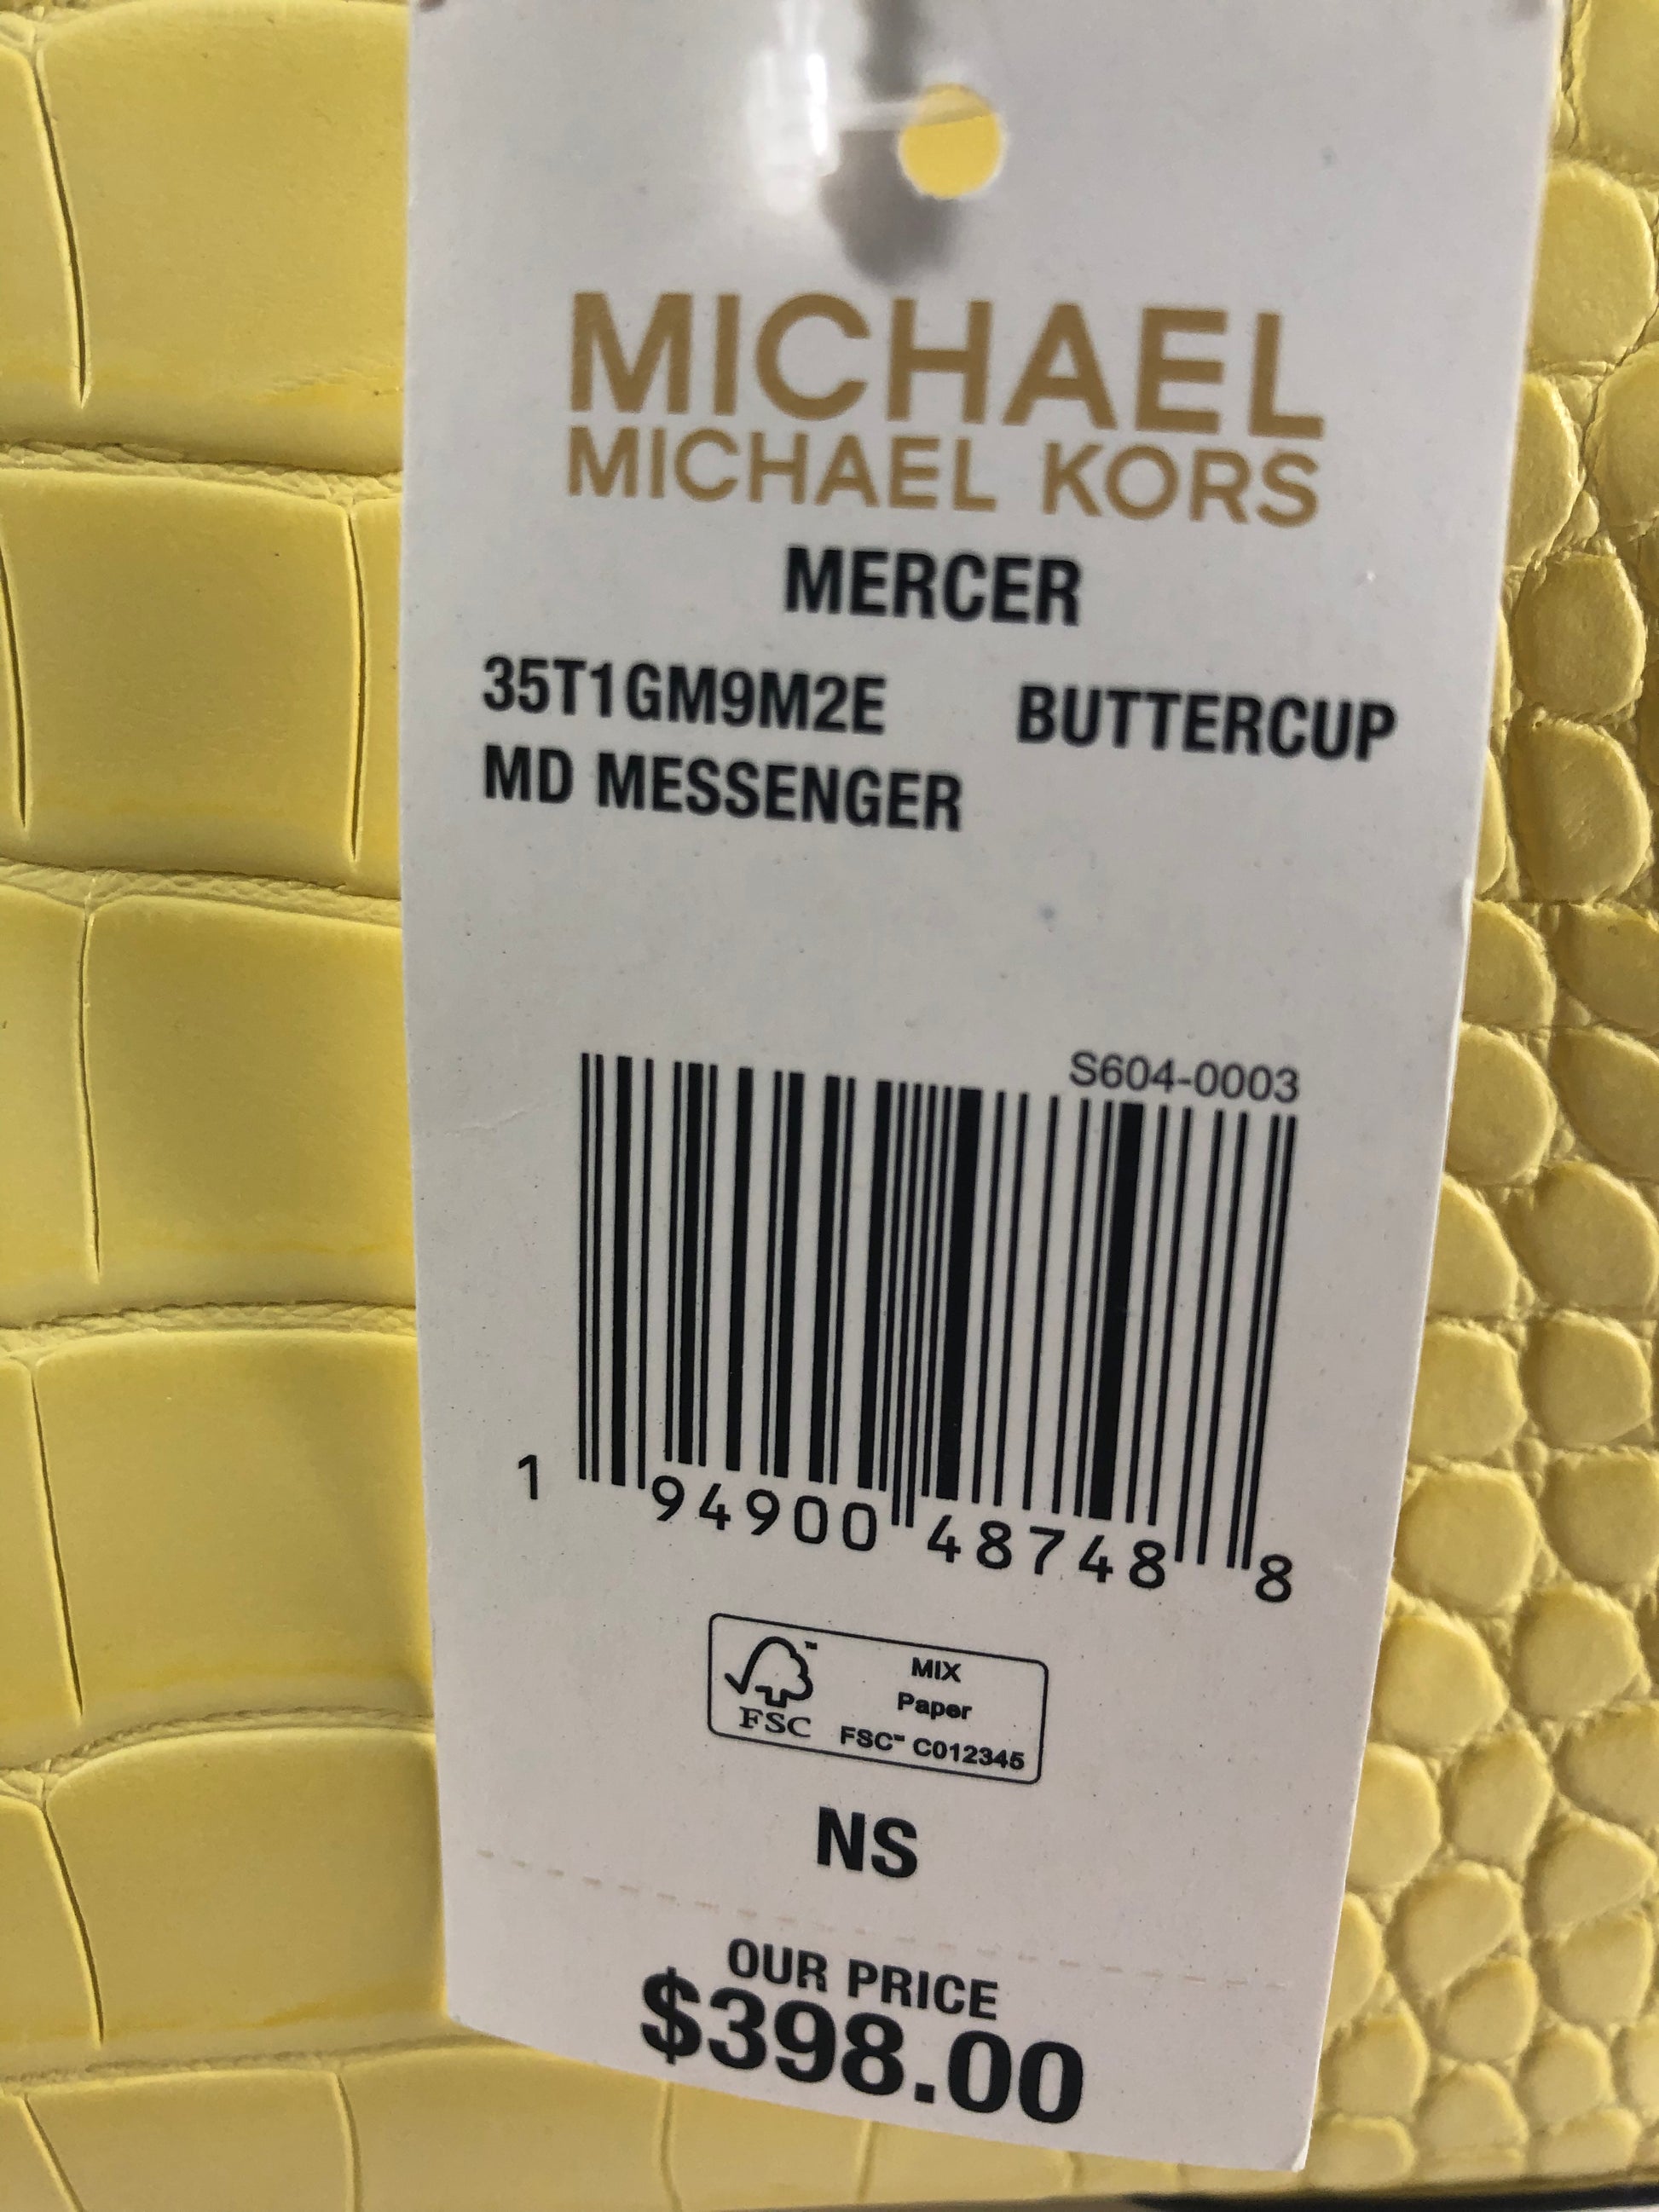 MICHAEL
MICHAEL KORS
MERCER
35T1GM9M2E BUTTERCUP
MD MESSENGER
S604-0003
1 94900 48748 8
FSC™
MIX
Paper
FSC™ C012345
NS
OUR PRICE
$398.00